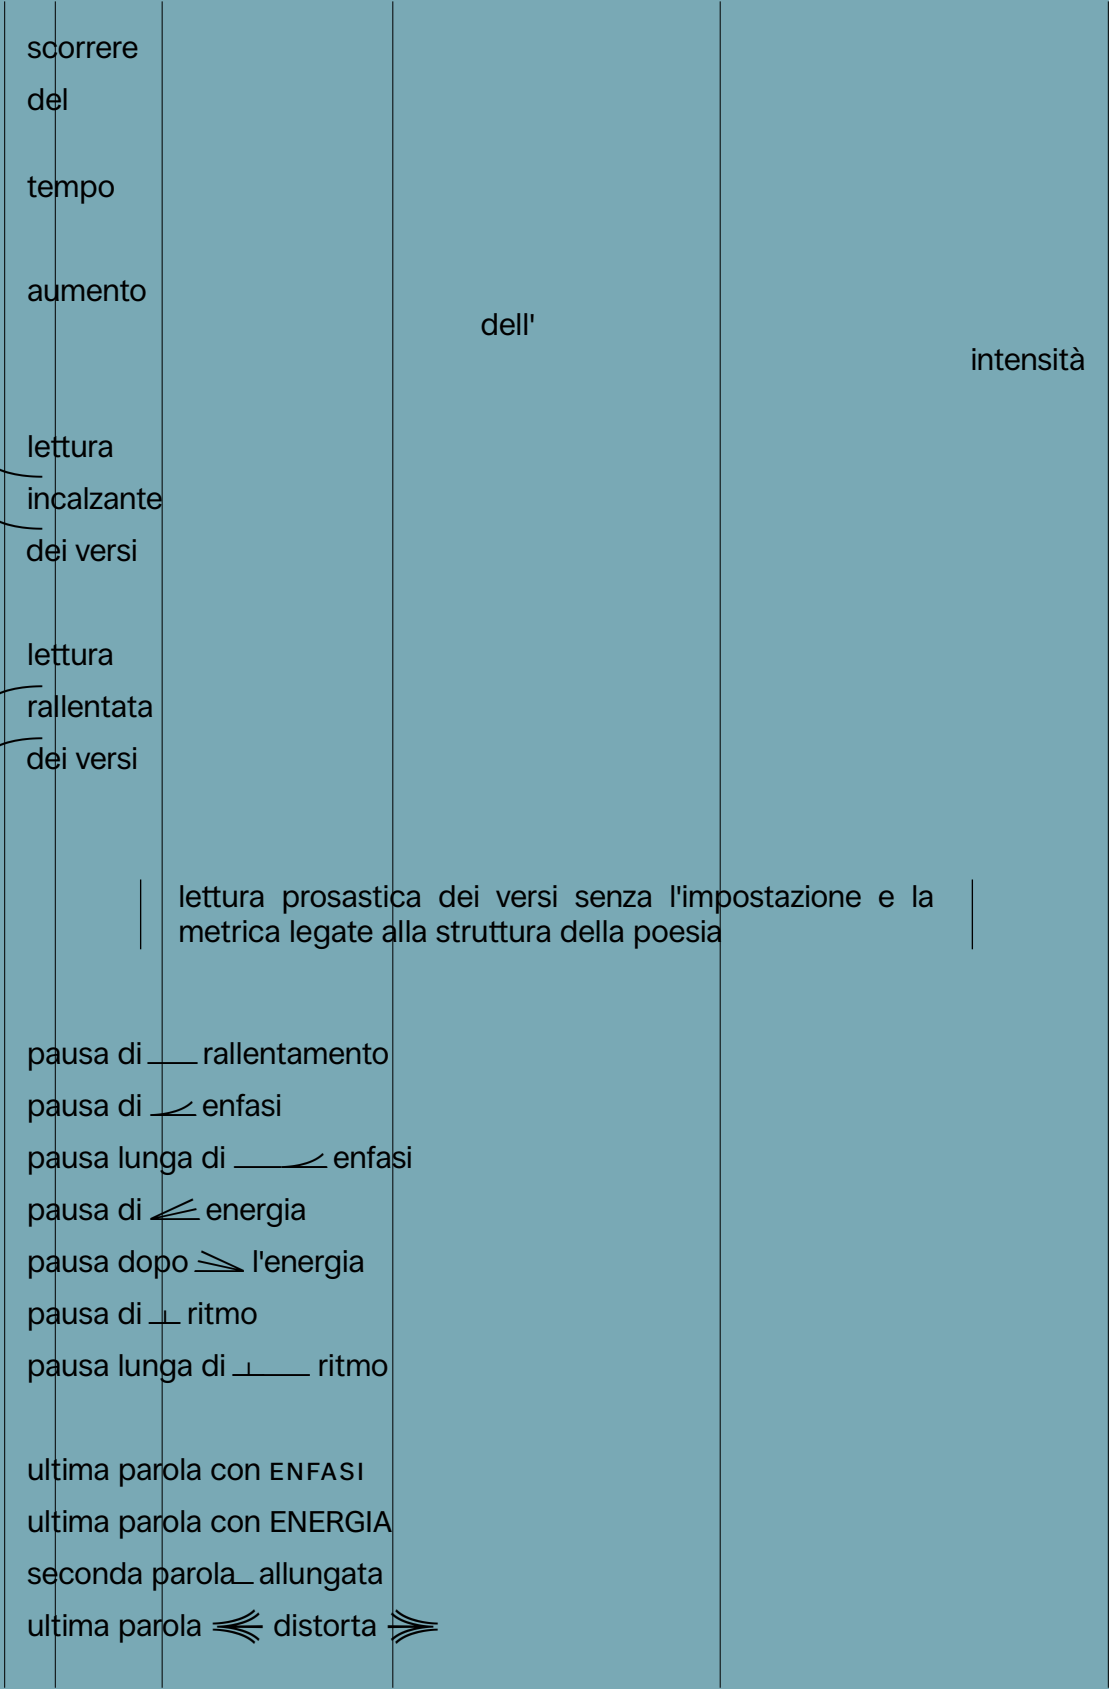 scorrere
del
tempo
aumento
dell'
intensità
lettura
incalzante
dei versi
lettura
rallentata
dei versi
lettura prosastica dei versi senza l'impostazione e la
metrica legate alla struttura della poesia
pausa di rallentamento
pausa di enfasi
pausa lunga di enfasi
pausa di energia
pausa dopo l'energia
pausa di ritmo
pausa lunga di ritmo
ultima parola con ENFASI
ultima parola con ENERGIA
seconda parola allungata
ultima parola distorta